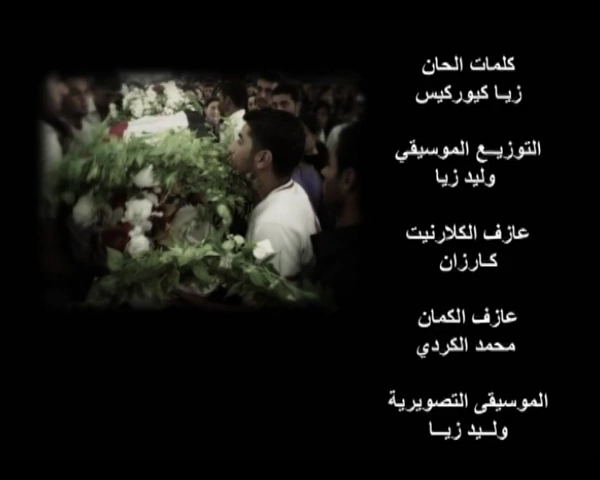 كلمات الحان
زيا كيوركيس
التوزيع الموسيقي
وليد زيا
عازف الكلارنيت
كارزان
عازف الكمان
محمد الكردي
الموسيقى التصويرية
وليد زيا